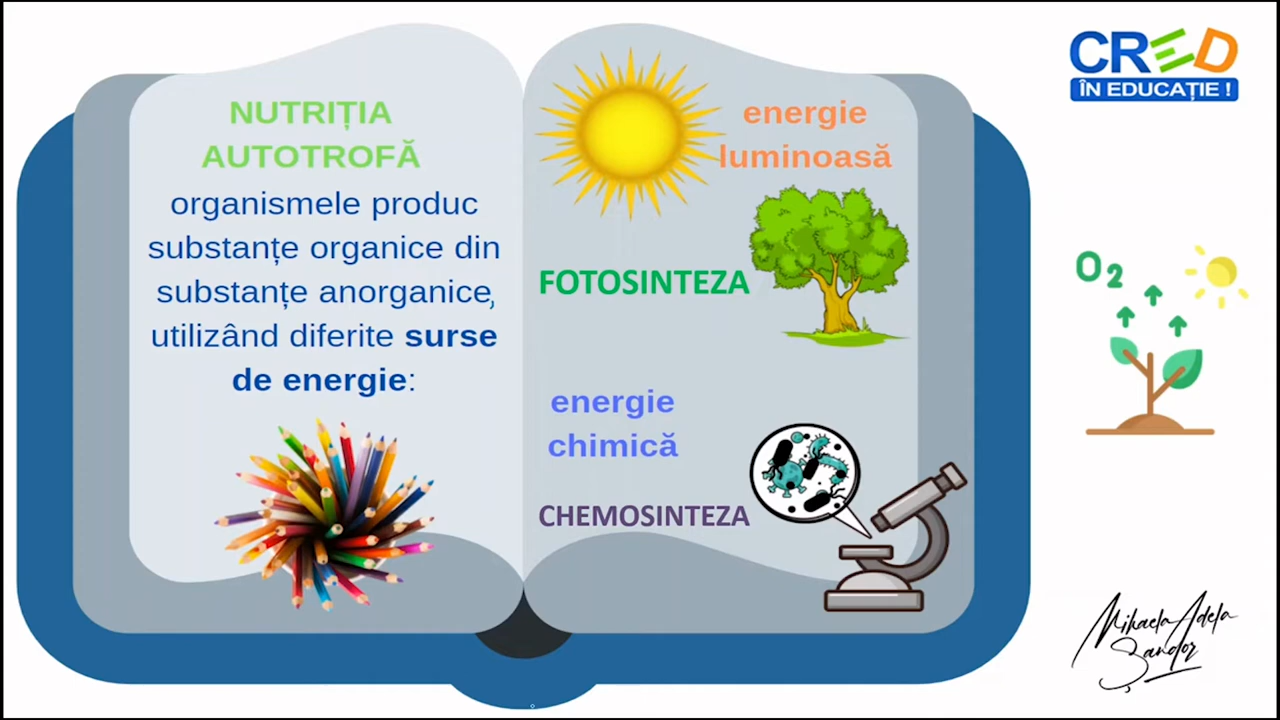 NUTRIȚIA
AUTOTROFĂ
organismele produc
substanțe organice din
substanțe anorganice,
utilizând diferite surse
de energie:
energie
luminoasă
FOTOSINTEZA
energie
chimică
CHEMOSINTEZA
CRED
ÎN EDUCAȚIE !
O2
Mihaela Adela
Șandor